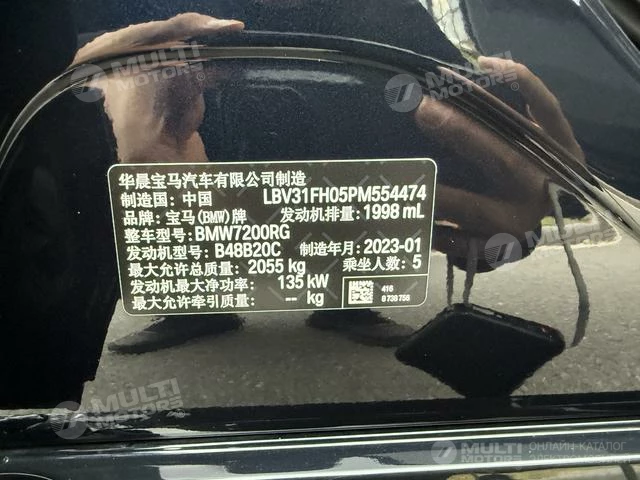 MULTI
MOTORS
MULTI
MOTORS
华晨宝马汽车有限公司制造
制造国: 中国 LBV31FH05PM554474
品牌: 宝马(BMW)牌 发动机排量: 1998 mL
整车型号: BMW7200RG
发动机型号: B48B20C 制造年月: 2023-01
最大允许总质量: 2055 kg 乘坐人数: 5
发动机最大净功率: 135 kW
最大允许牵引质量: -- kg
416
8 738 756
MULTI
MOTORS
MULTI
MOTORS
ОНЛАЙН-КАТАЛОГ